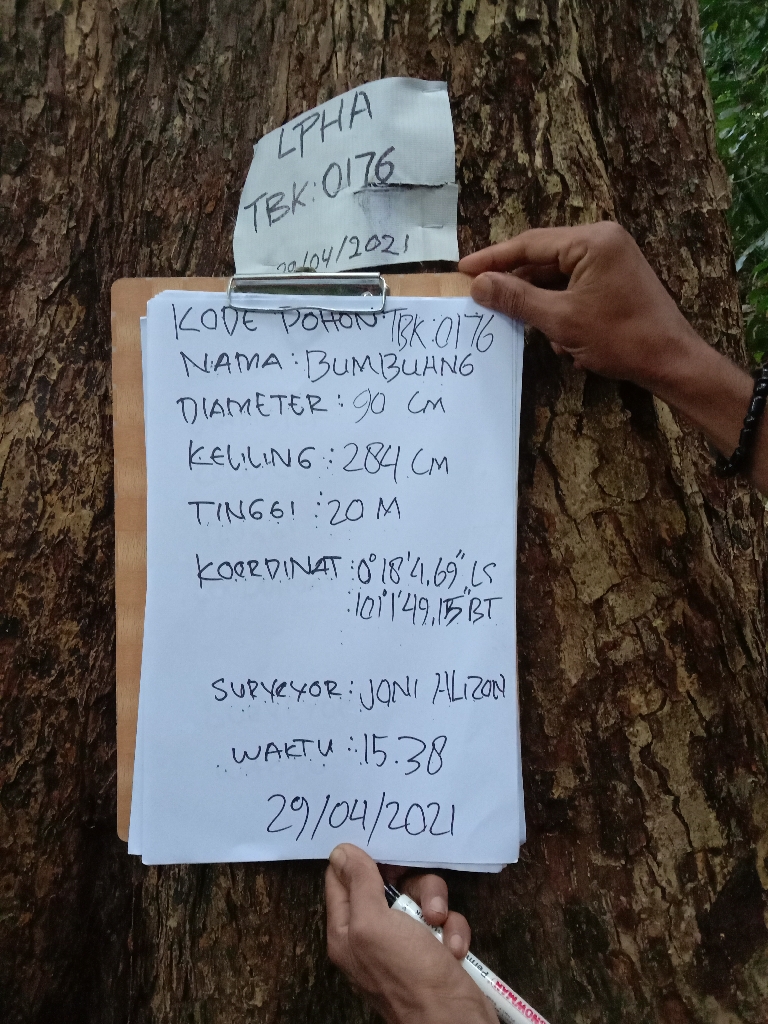 LPHA
TBK:0176
29/04/2021
KODE POHON:TBK:0176
NAMA:BUMBUANG
DIAMETER:90 CM
KELILING:284 CM
TINGGI:20 M
KOORDINAT:0°18'4,69" LS
:101°1'49,15"BT
SURVEYOR:JONI ALIZON
WAKTU:15.38
29/04/2021
SNOWMAN